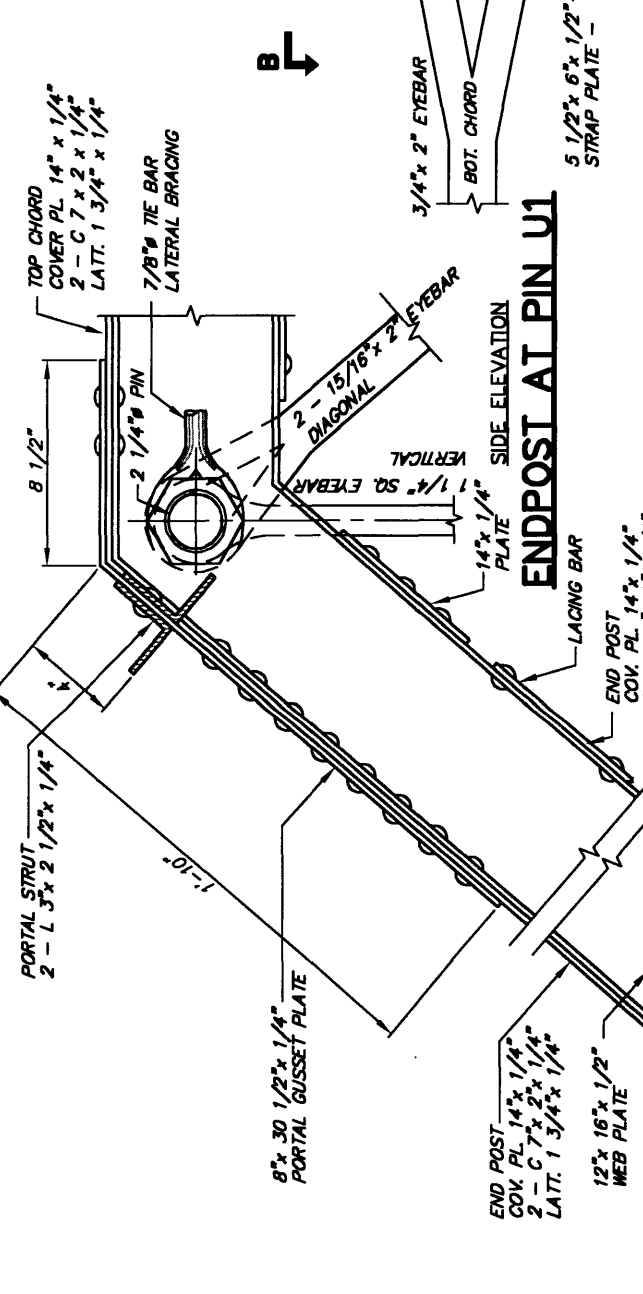 B
TOP CHORD
COVER PL. 14" x 1/4"
2 - C 7 x 2 x 1/4"
LATT. 1 3/4" x 1/4"
7/8"ø TIE BAR
LATERAL BRACING
3/4"x 2" EYEBAR
BOT. CHORD
5 1/2"x 6"x 1/2"
STRAP PLATE -
8 1/2"
2 1/4"ø PIN
2 - 15/16"x 2" EYEBAR
DIAGONAL
1 1/4" SQ. EYEBAR
VERTICAL
14"x 1/4"
PLATE
SIDE ELEVATION
ENDPOST AT PIN U1
LACING BAR
END POST
COV. PL. 14"x 1/4"
4"
PORTAL STRUT
2 - L 3"x 2 1/2"x 1/4"
1'-10"
8"x 30 1/2"x 1/4"
PORTAL GUSSET PLATE
END POST
COV. PL. 14"x 1/4"
2 - C 7"x 2"x 1/4"
LATT. 1 3/4"x 1/4"
12"x 16"x 1/2"
WEB PLATE